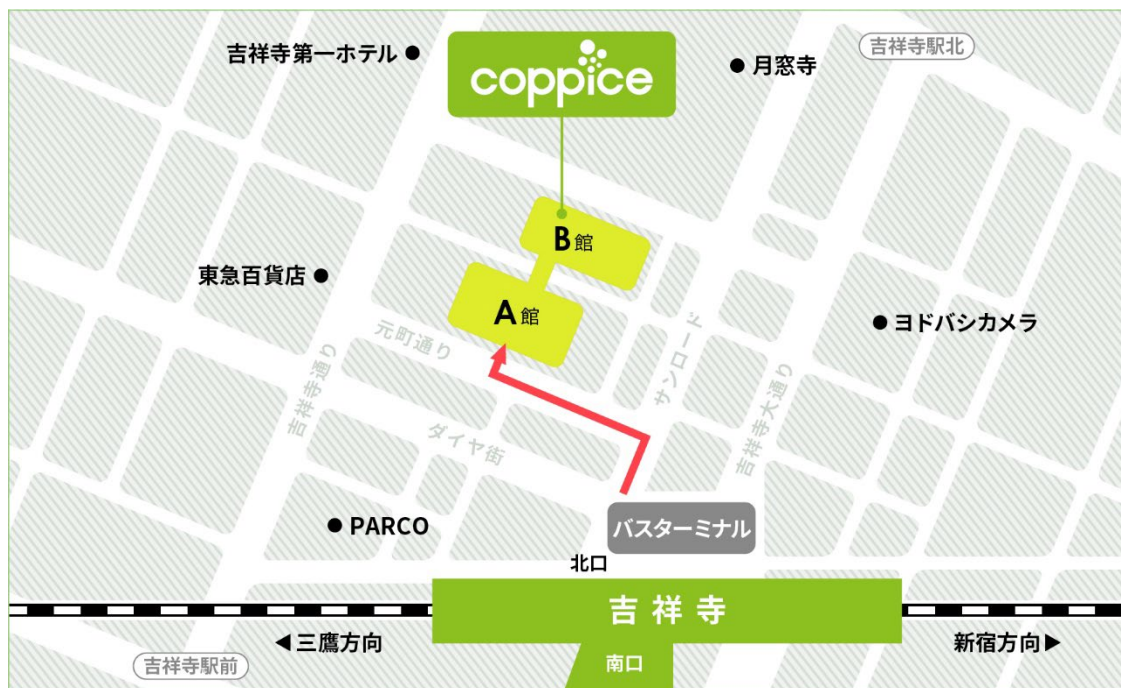 吉祥寺第一ホテル
coppice
月窓寺
吉祥寺駅北
B館
東急百貨店
A館
ヨドバシカメラ
元町通り
サンロード
吉祥寺通り
吉祥寺大通り
ダイヤ街
PARCO
バスターミナル
北口
吉祥寺
三鷹方向
新宿方向
南口
吉祥寺駅前